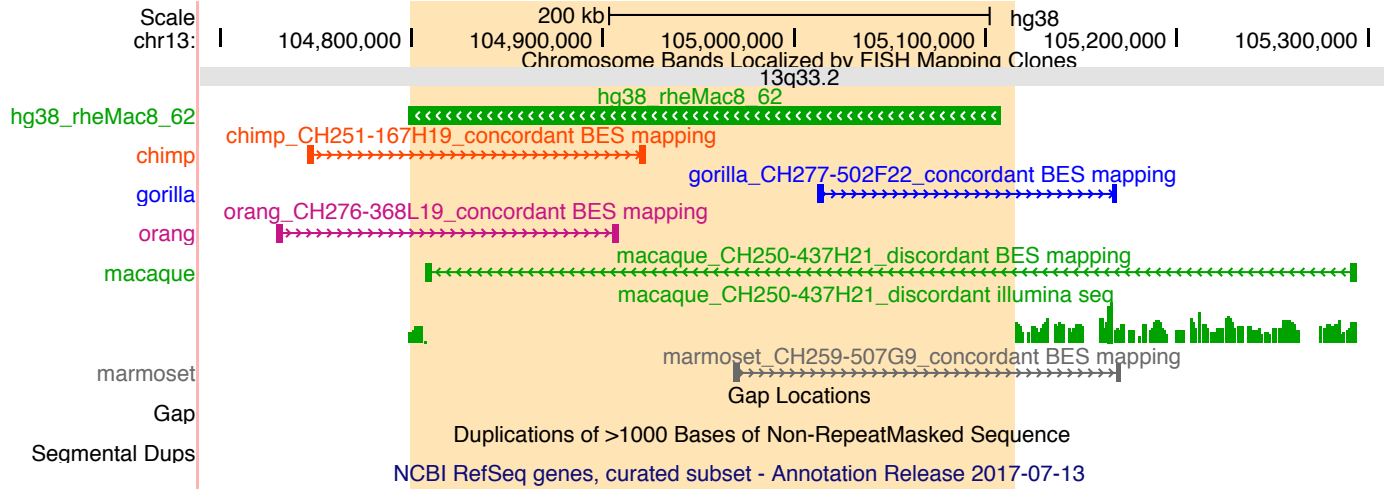 Scale 200 kb hg38
chr13: 104,800,000 104,900,000 105,000,000 105,100,000 105,200,000 105,300,000
Chromosome Bands Localized by FISH Mapping Clones
13q33.2
hg38_rheMac8_62
hg38_rheMac8_62
chimp_CH251-167H19_concordant BES mapping
chimp
gorilla_CH277-502F22_concordant BES mapping
gorilla
orang_CH276-368L19_concordant BES mapping
orang
macaque_CH250-437H21_discordant BES mapping
macaque
macaque_CH250-437H21_discordant illumina seq
marmoset_CH259-507G9_concordant BES mapping
marmoset
Gap Locations
Gap
Duplications of >1000 Bases of Non-RepeatMasked Sequence
Segmental Dups
NCBI RefSeq genes, curated subset - Annotation Release 2017-07-13